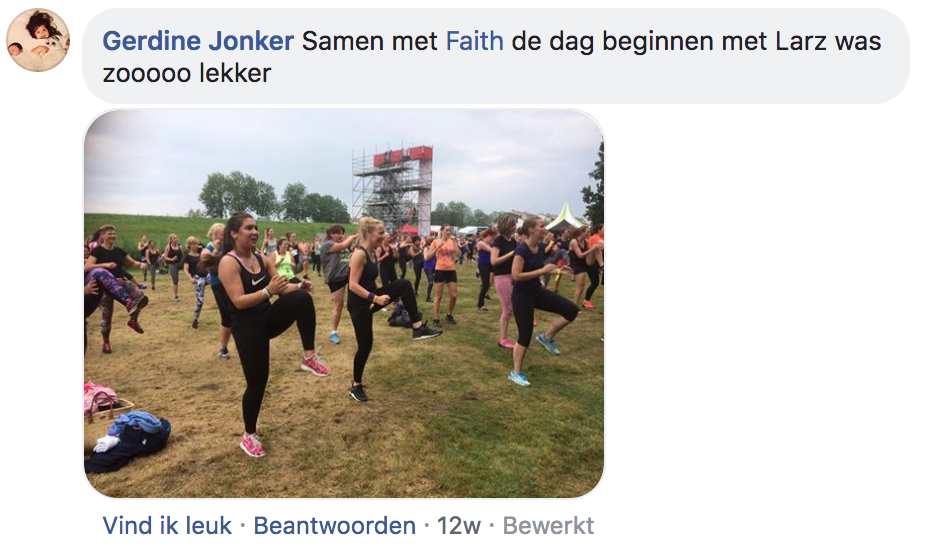 Gerdine Jonker Samen met Faith de dag beginnen met Larz was
zooooo lekker
Vind ik leuk · Beantwoorden · 12w · Bewerkt